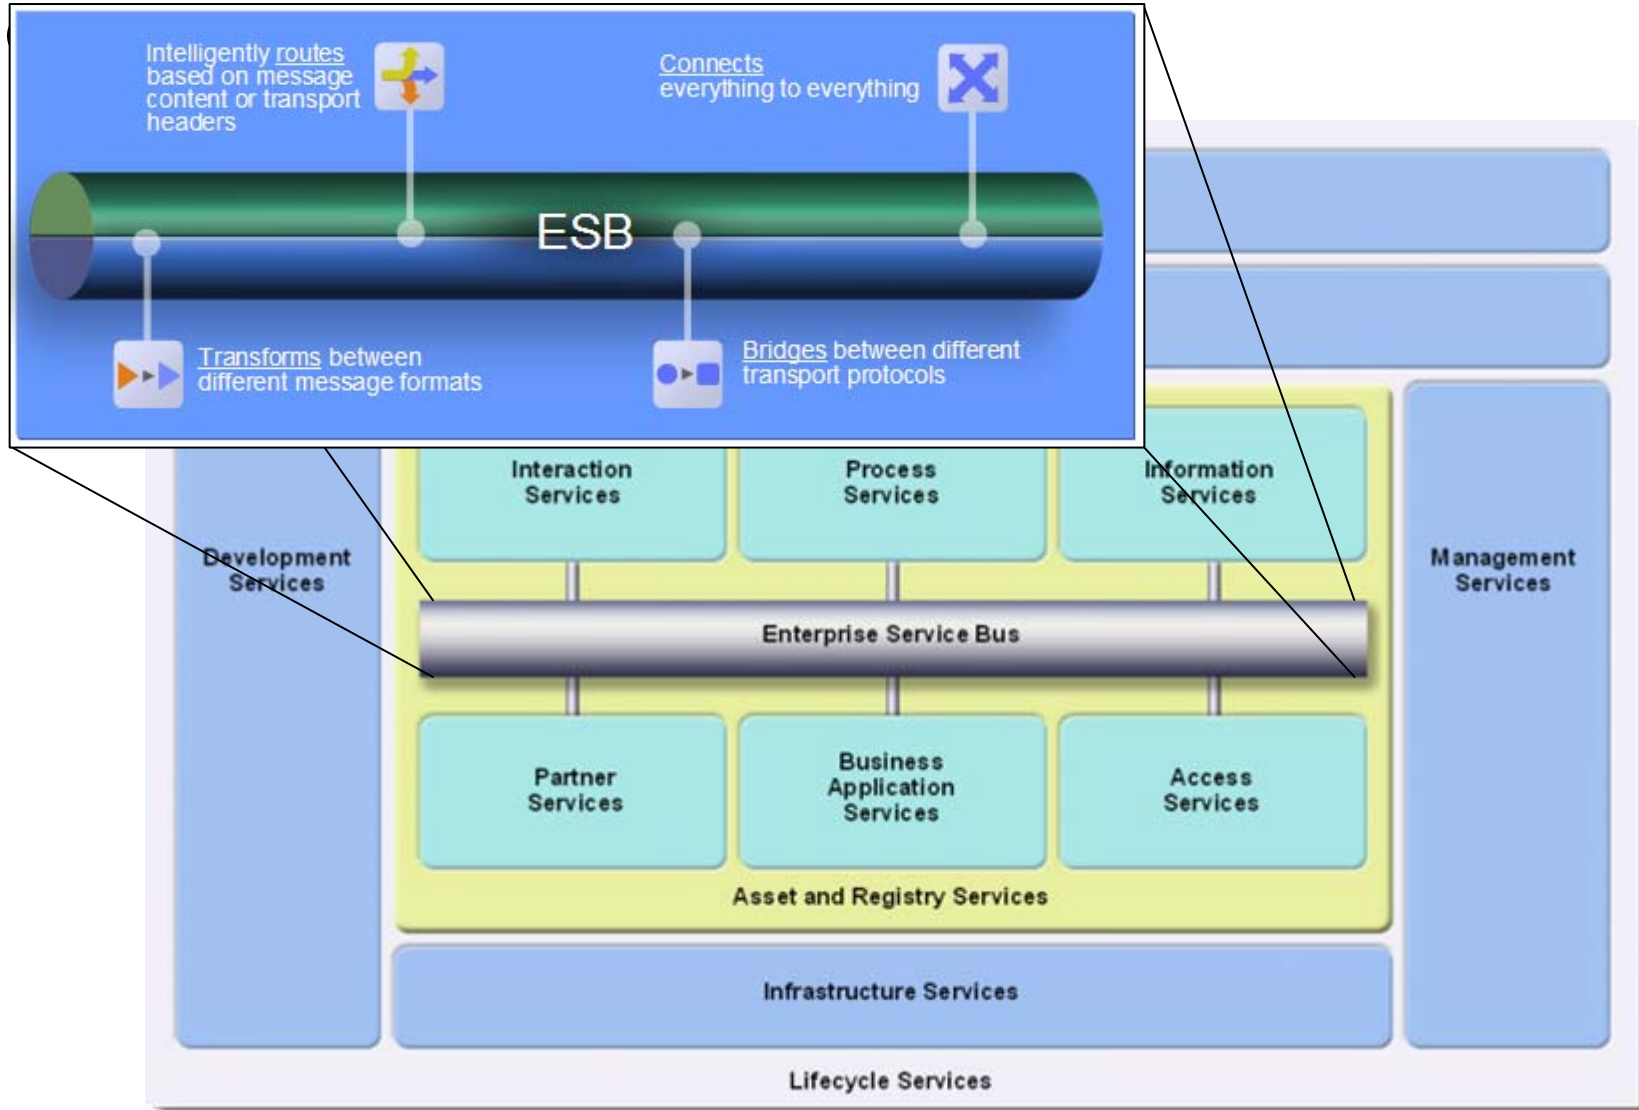 Intelligently routes
based on message
content or transport
headers
Connects
everything to everything
ESB
Transforms between
different message formats
Bridges between different
transport protocols
Interaction
Services
Process
Services
Information
Services
Development
Services
Management
Services
Enterprise Service Bus
Partner
Services
Business
Application
Services
Access
Services
Asset and Registry Services
Infrastructure Services
Lifecycle Services